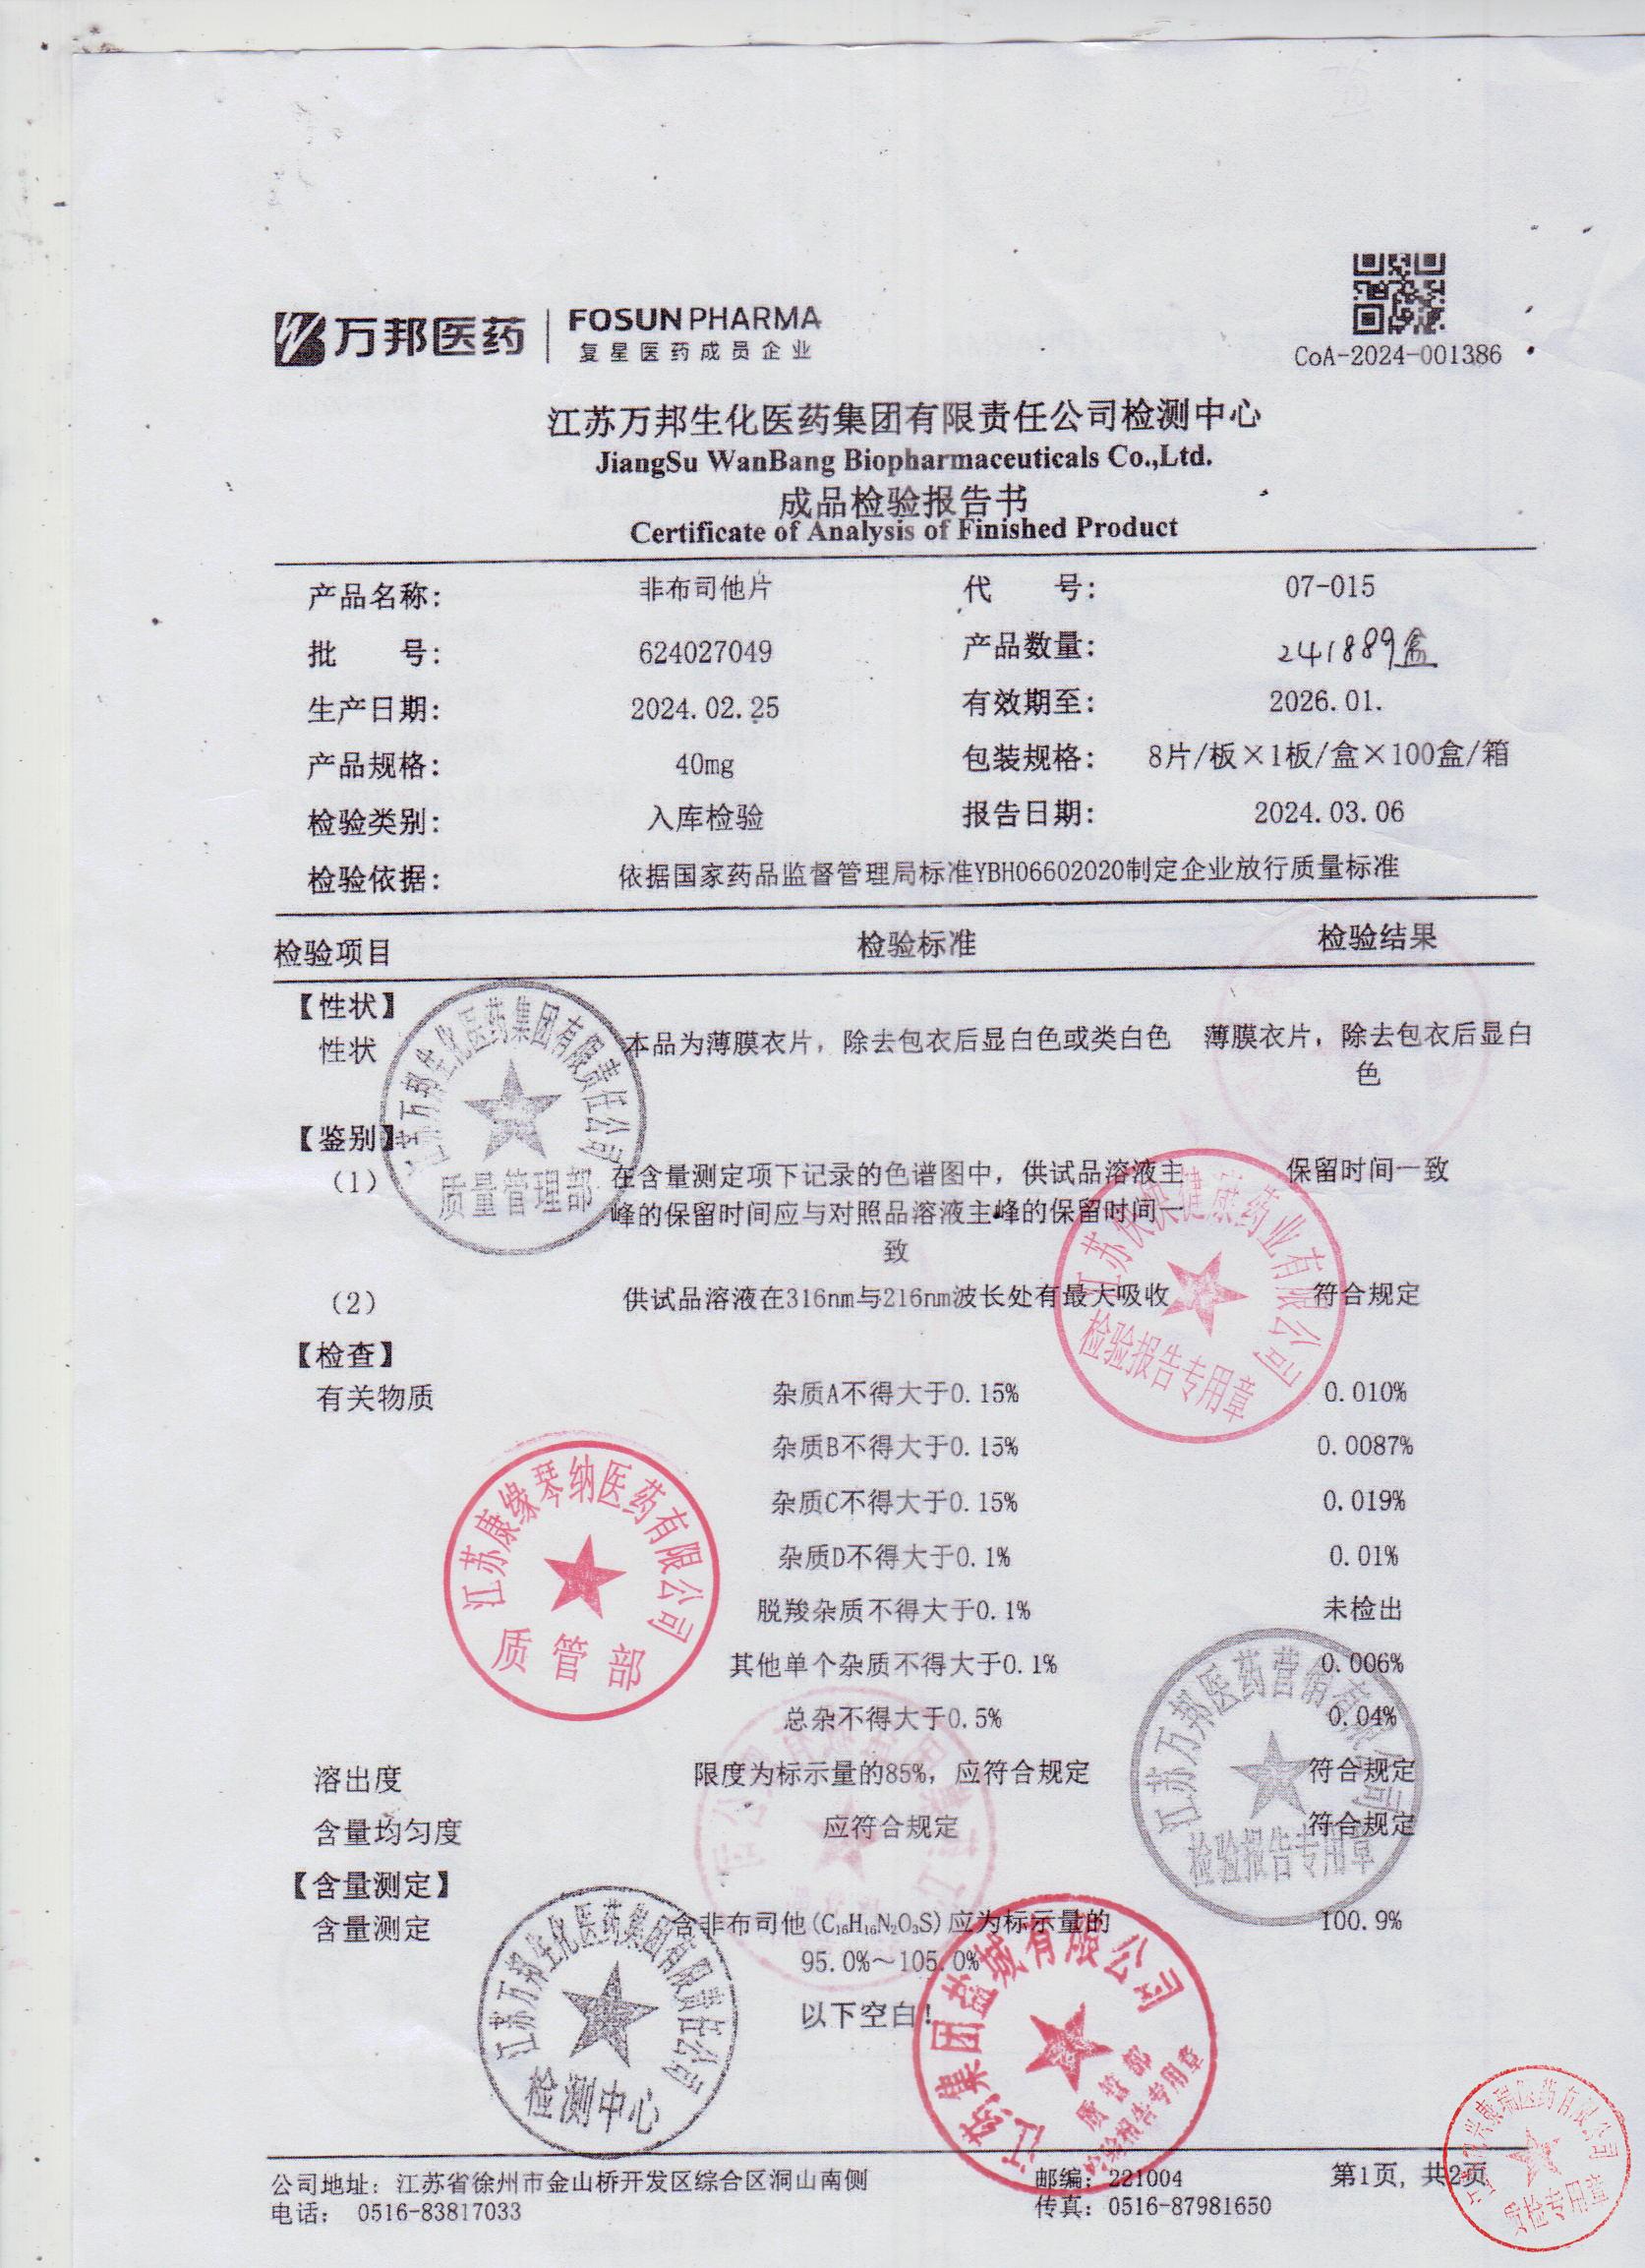 万邦医药
FOSUN PHARMA
复星医药成员企业
CoA-2024-001386
江苏万邦生化医药集团有限责任公司检测中心
JiangSu WanBang Biopharmaceuticals Co.,Ltd.
成品检验报告书
Certificate of Analysis of Finished Product
产品名称: 非布司他片 代 号: 07-015
批 号: 624027049 产品数量: 241889盒
生产日期: 2024.02.25 有效期至: 2026.01.
产品规格: 40mg 包装规格: 8片/板×1板/盒×100盒/箱
检验类别: 入库检验 报告日期: 2024.03.06
检验依据: 依据国家药品监督管理局标准YBH06602020制定企业放行质量标准
检验项目 检验标准 检验结果
【性状】
性状 本品为薄膜衣片，除去包衣后显白色或类白色 薄膜衣片，除去包衣后显白
色
【鉴别】
(1) 在含量测定项下记录的色谱图中，供试品溶液主 保留时间一致
峰的保留时间应与对照品溶液主峰的保留时间一
致
(2) 供试品溶液在316nm与216nm波长处有最大吸收 符合规定
【检查】
有关物质 杂质A不得大于0.15% 0.010%
杂质B不得大于0.15% 0.0087%
杂质C不得大于0.15% 0.019%
杂质D不得大于0.1% 0.01%
脱羧杂质不得大于0.1% 未检出
其他单个杂质不得大于0.1% 0.006%
总杂不得大于0.5% 0.04%
溶出度 限度为标示量的85%，应符合规定 符合规定
含量均匀度 应符合规定 符合规定
【含量测定】
含量测定 含非布司他(C₁₆H₁₆N₂O₃S)应为标示量的 100.9%
95.0%～105.0%
以下空白!
江苏万邦生化医药集团有限责任公司
质量管理部
检验报告专用章
江苏康缘琴纳医药有限公司
质管部
江苏万邦医药营销有限公司
检验报告专用章
江苏万邦生化医药集团有限责任公司
检测中心
江药集团盐城有限公司
质管部
检验报告专用章
公司地址: 江苏省徐州市金山桥开发区综合区洞山南侧 邮编: 221004 第1页, 共2页
电话: 0516-83817033 传真: 0516-87981650